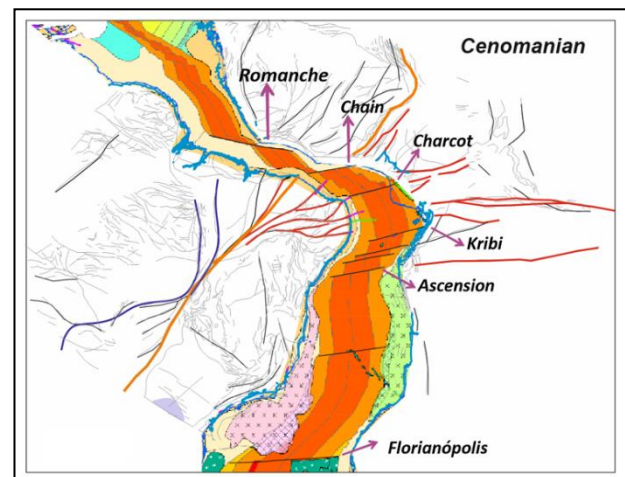 Cenomanian
Romanche
Chain
Charcot
Kribi
Ascension
Florianópolis